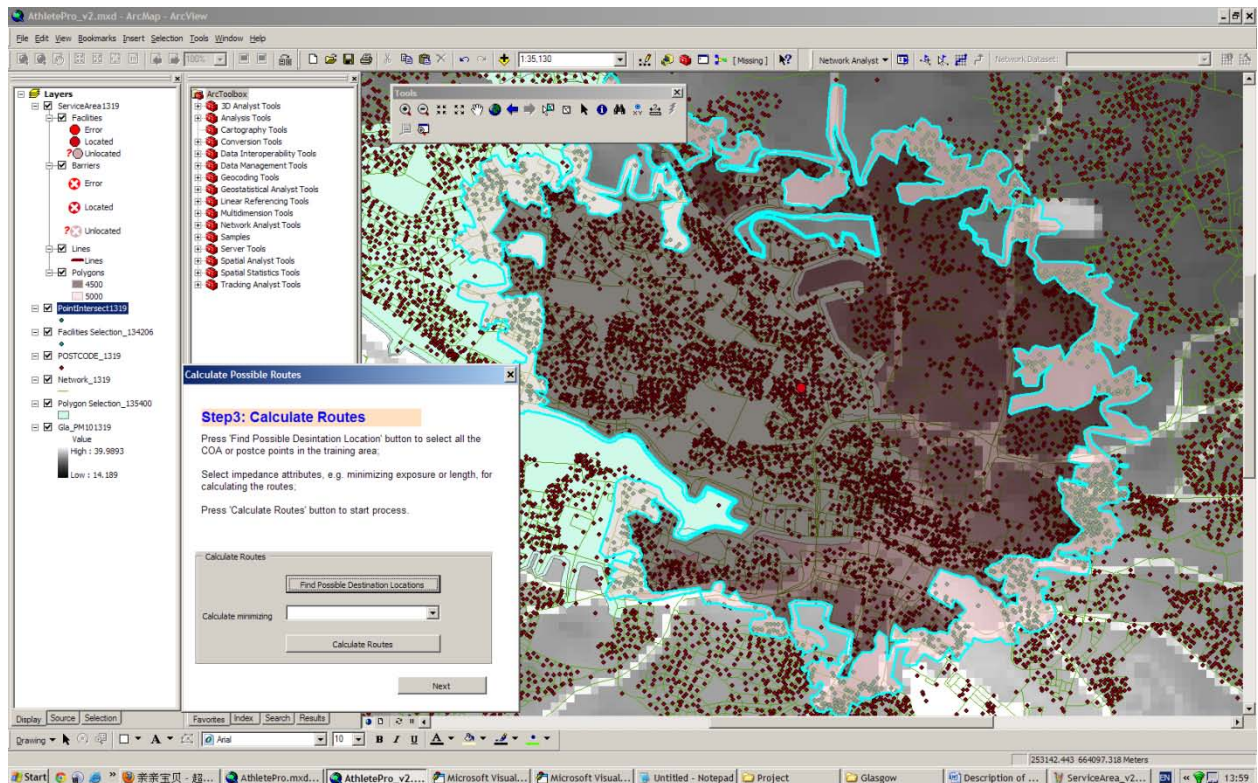 AthletePro_v2.mxd - ArcMap - ArcView
File Edit View Bookmarks Insert Selection Tools Window Help
100%
1:35,130
[Missing]
Network Analyst
Network Dataset:
Layers
ServiceArea1319
Facilities
Error
Located
Unlocated
Barriers
Error
Located
Unlocated
Lines
Lines
Polygons
4500
5000
PointIntersect1319
Facilities Selection_134206
POSTCODE_1319
Network_1319
Polygon Selection_135400
Gla_PM101319
Value
High : 39.9893
Low : 14.189
ArcToolbox
3D Analyst Tools
Analysis Tools
Cartography Tools
Conversion Tools
Data Interoperability Tools
Data Management Tools
Geocoding Tools
Geostatistical Analyst Tools
Linear Referencing Tools
Multidimension Tools
Network Analyst Tools
Samples
Server Tools
Spatial Analyst Tools
Spatial Statistics Tools
Tracking Analyst Tools
Tools
Calculate Possible Routes
Step3: Calculate Routes
Press 'Find Possible Desintation Location' button to select all the
COA or postce points in the training area;
Select impedance attributes, e.g. minimizing exposure or length, for
calculating the routes;
Press 'Calculate Routes' button to start process.
Calculate Routes
Find Possible Destination Locations
Calculate minimizing
Calculate Routes
Next
Display Source Selection
Favorites Index Search Results
Drawing
A
Arial
10
B I U A
253142.443 664097.318 Meters
Start
亲亲宝贝 - 超...
AthletePro.mxd...
AthletePro_v2....
Microsoft Visual...
Microsoft Visual...
Untitled - Notepad
Project
Glasgow
Description of ...
ServiceArea_v2...
EN
13:59